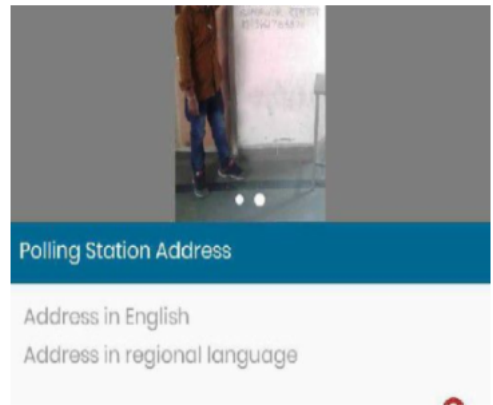 Polling Station Address
Address in English
Address in regional language